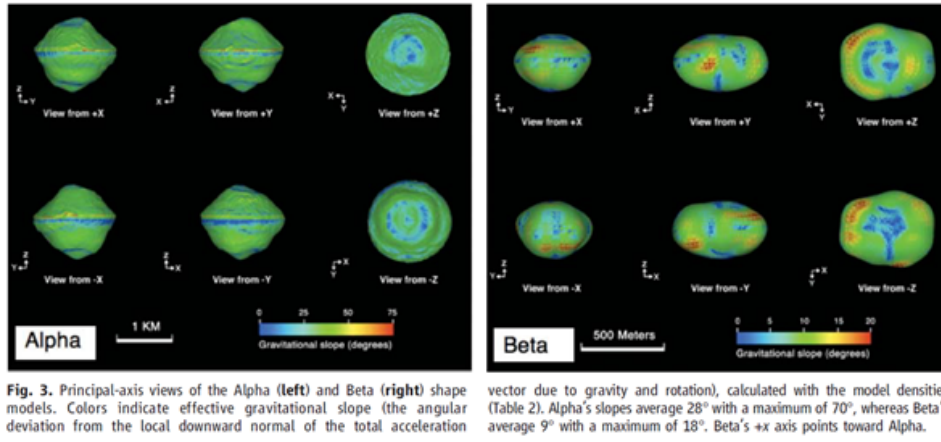 Z
Y
View from +X
Z
X
View from +Y
X
Y
View from +Z
Z
Y
View from -X
Z
X
View from -Y
X
Y
View from -Z
Alpha
1 KM
0 25 50 75
Gravitational slope (degrees)
Z
Y
View from +X
Z
X
View from +Y
X
Y
View from +Z
Z
Y
View from -X
Z
X
View from -Y
X
Y
View from -Z
Beta
500 Meters
0 5 10 15 20
Gravitational slope (degrees)
Fig. 3. Principal-axis views of the Alpha (left) and Beta (right) shape
models. Colors indicate effective gravitational slope (the angular
deviation from the local downward normal of the total acceleration
vector due to gravity and rotation), calculated with the model densitie
(Table 2). Alpha's slopes average 28° with a maximum of 70°, whereas Beta'
average 9° with a maximum of 18°. Beta's +x axis points toward Alpha.